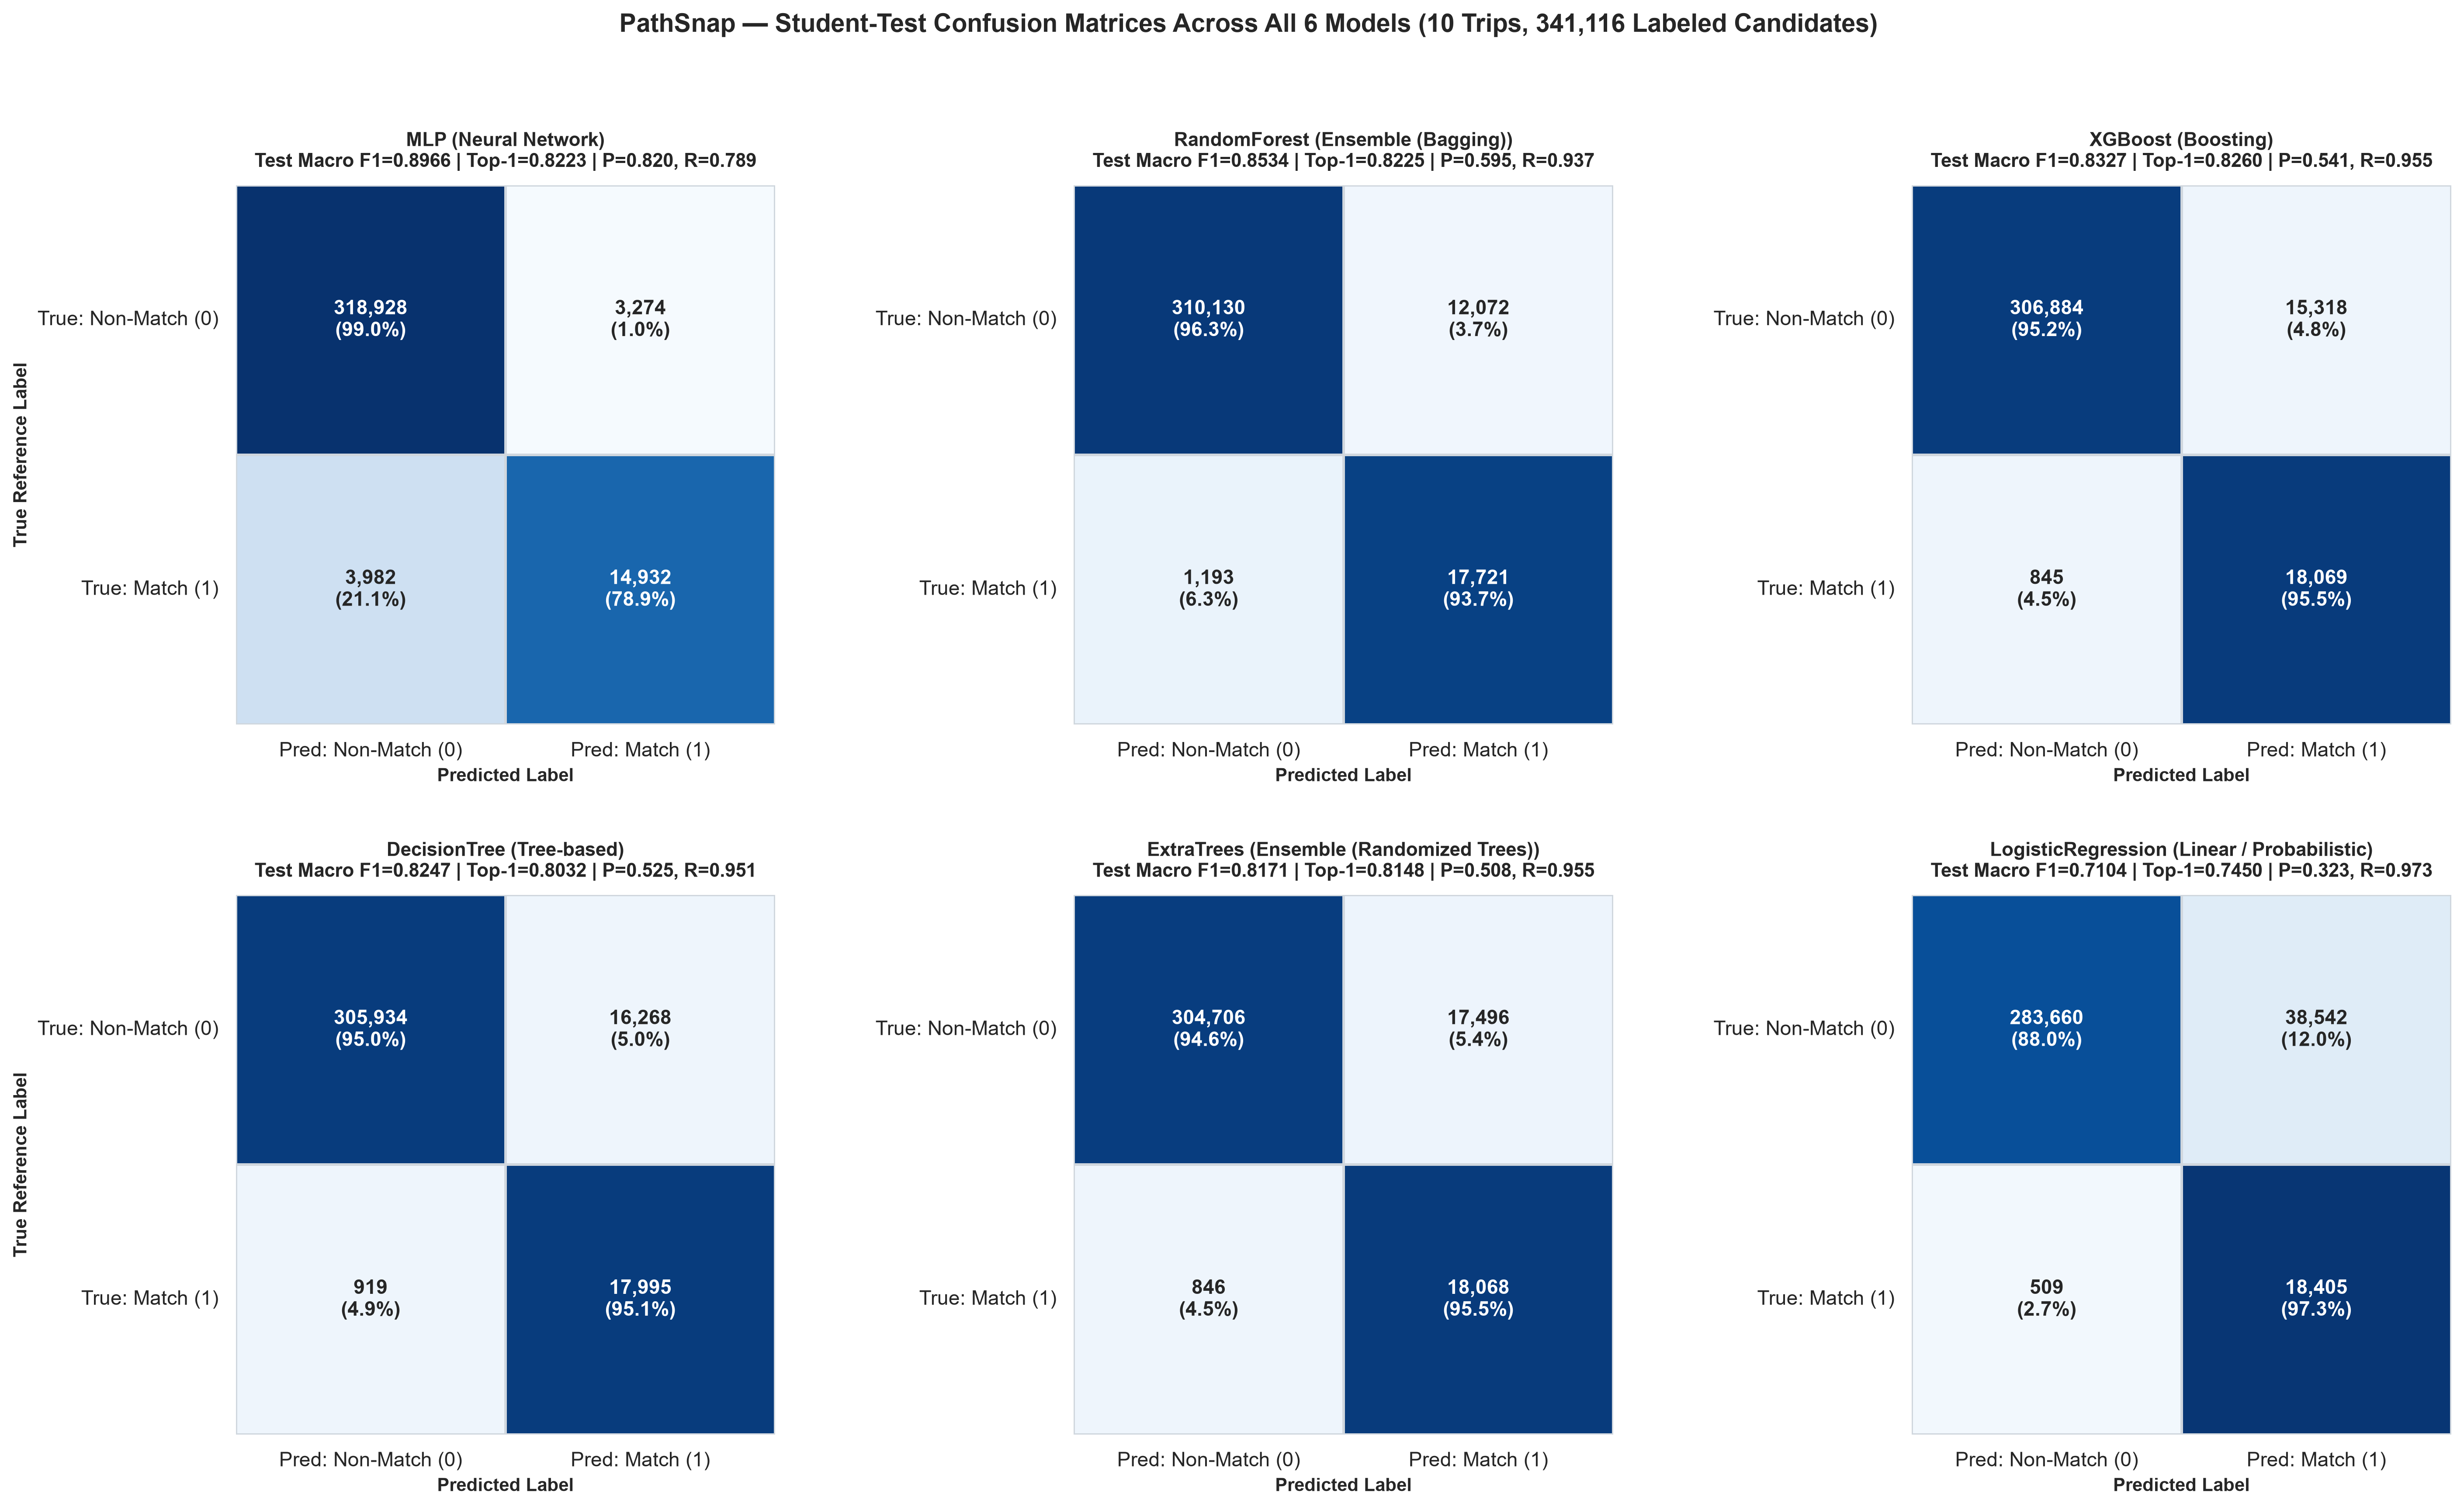 PathSnap — Student-Test Confusion Matrices Across All 6 Models (10 Trips, 341,116 Labeled Candidates)
MLP (Neural Network)
Test Macro F1=0.8966 | Top-1=0.8223 | P=0.820, R=0.789
True Reference Label
True: Non-Match (0)
318,928
(99.0%)
3,274
(1.0%)
True: Match (1)
3,982
(21.1%)
14,932
(78.9%)
Pred: Non-Match (0)
Pred: Match (1)
Predicted Label
RandomForest (Ensemble (Bagging))
Test Macro F1=0.8534 | Top-1=0.8225 | P=0.595, R=0.937
True: Non-Match (0)
310,130
(96.3%)
12,072
(3.7%)
True: Match (1)
1,193
(6.3%)
17,721
(93.7%)
Pred: Non-Match (0)
Pred: Match (1)
Predicted Label
XGBoost (Boosting)
Test Macro F1=0.8327 | Top-1=0.8260 | P=0.541, R=0.955
True: Non-Match (0)
306,884
(95.2%)
15,318
(4.8%)
True: Match (1)
845
(4.5%)
18,069
(95.5%)
Pred: Non-Match (0)
Pred: Match (1)
Predicted Label
DecisionTree (Tree-based)
Test Macro F1=0.8247 | Top-1=0.8032 | P=0.525, R=0.951
True Reference Label
True: Non-Match (0)
305,934
(95.0%)
16,268
(5.0%)
True: Match (1)
919
(4.9%)
17,995
(95.1%)
Pred: Non-Match (0)
Pred: Match (1)
Predicted Label
ExtraTrees (Ensemble (Randomized Trees))
Test Macro F1=0.8171 | Top-1=0.8148 | P=0.508, R=0.955
True: Non-Match (0)
304,706
(94.6%)
17,496
(5.4%)
True: Match (1)
846
(4.5%)
18,068
(95.5%)
Pred: Non-Match (0)
Pred: Match (1)
Predicted Label
LogisticRegression (Linear / Probabilistic)
Test Macro F1=0.7104 | Top-1=0.7450 | P=0.323, R=0.973
True: Non-Match (0)
283,660
(88.0%)
38,542
(12.0%)
True: Match (1)
509
(2.7%)
18,405
(97.3%)
Pred: Non-Match (0)
Pred: Match (1)
Predicted Label